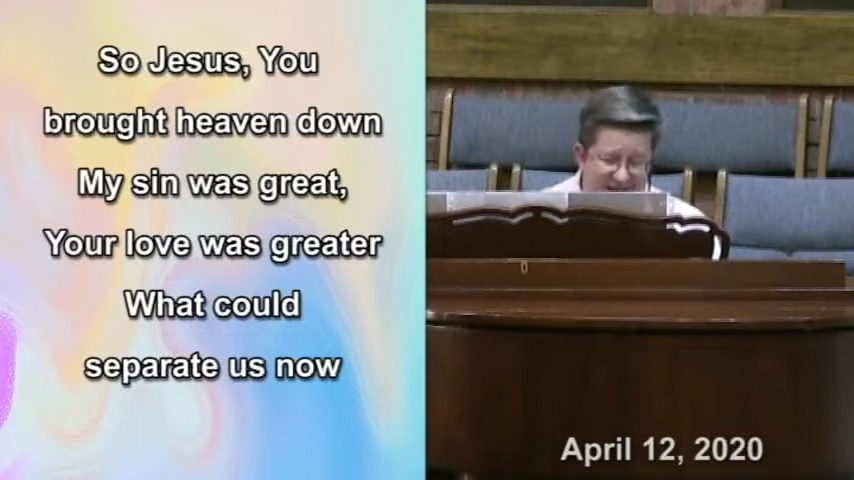 So Jesus, You
brought heaven down
My sin was great,
Your love was greater
What could
separate us now
April 12, 2020